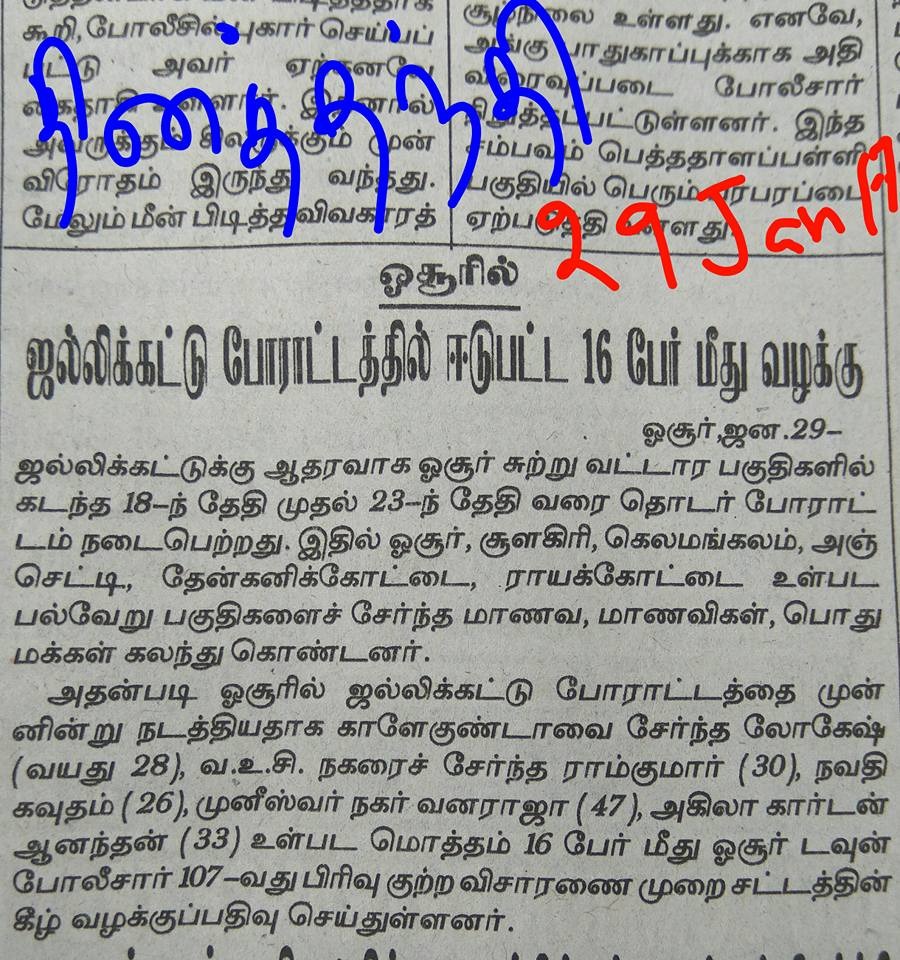 கூறி, போலீசில் புகார் செய்யப்
பட்டு அவர் ஏற்கனவே
விரோதம் இருந்து வந்தது.
மேலும் மீன் பிடித்த விவகாரத்
சூழ்நிலை உள்ளது. எனவே,
அங்கு பாதுகாப்புக்காக அதி
விரைவுப்படை போலீசார்
நிறுத்தப்பட்டுள்ளனர். இந்த
சம்பவம் பெத்ததாளப்பள்ளி
பகுதியில் பெரும் பரபரப்பை
ஏற்படுத்தி உள்ளது.
தினத்தந்தி
29 Jan 17
ஓசூரில்
ஜல்லிக்கட்டு போராட்டத்தில் ஈடுபட்ட 16 பேர் மீது வழக்கு
ஓசூர்,ஜன.29–
ஜல்லிக்கட்டுக்கு ஆதரவாக ஓசூர் சுற்று வட்டார பகுதிகளில்
கடந்த 18–ந் தேதி முதல் 23–ந் தேதி வரை தொடர் போராட்
டம் நடைபெற்றது. இதில் ஓசூர், சூளகிரி, கெலமங்கலம், அஞ்
செட்டி, தேன்கனிக்கோட்டை, ராயக்கோட்டை உள்பட
பல்வேறு பகுதிகளைச் சேர்ந்த மாணவ, மாணவிகள், பொது
மக்கள் கலந்து கொண்டனர்.
அதன்படி ஓசூரில் ஜல்லிக்கட்டு போராட்டத்தை முன்
னின்று நடத்தியதாக காளேகுண்டாவை சேர்ந்த லோகேஷ்
(வயது 28), வ.உ.சி. நகரைச் சேர்ந்த ராம்குமார் (30), நவதி
கவுதம் (26), முனீஸ்வர் நகர் வனராஜா (47), அகிலா கார்டன்
ஆனந்தன் (33) உள்பட மொத்தம் 16 பேர் மீது ஓசூர் டவுன்
போலீசார் 107–வது பிரிவு குற்ற விசாரணை முறை சட்டத்தின்
கீழ் வழக்குப்பதிவு செய்துள்ளனர்.